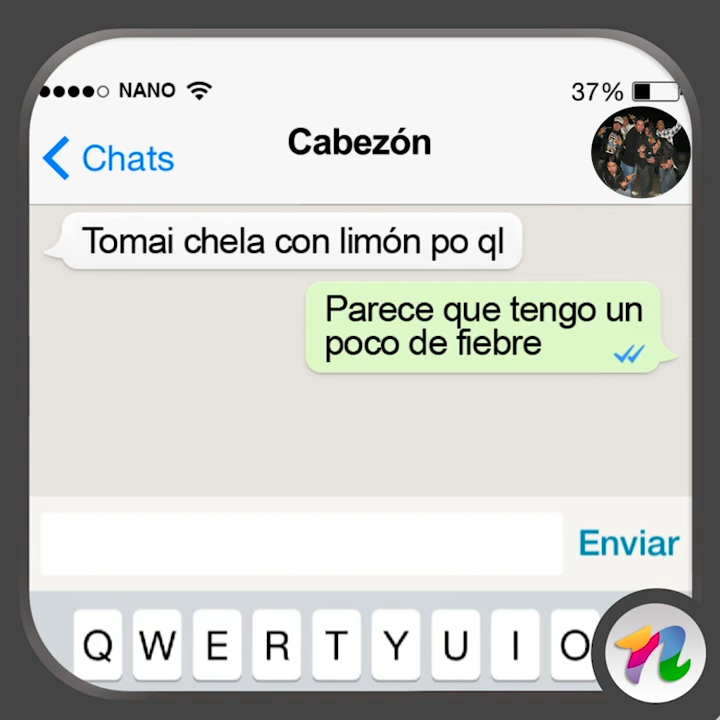 NANO
37%
Chats
Cabezón
Tomai chela con limón po ql
Parece que tengo un
poco de fiebre
Enviar
Q W E R T Y U I O
n